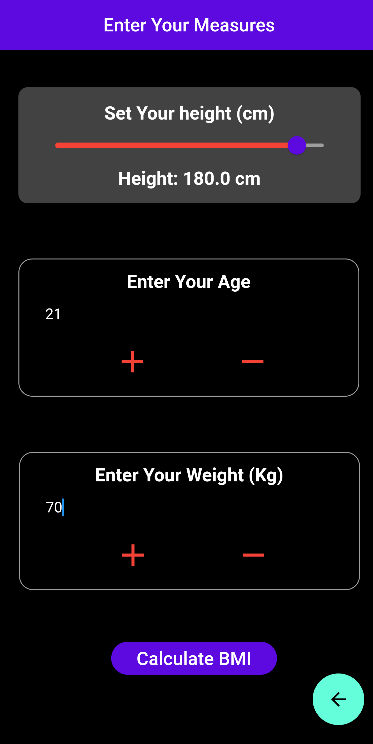 Enter Your Measures
Set Your height (cm)
Height: 180.0 cm
Enter Your Age
21
Enter Your Weight (Kg)
70
Calculate BMI